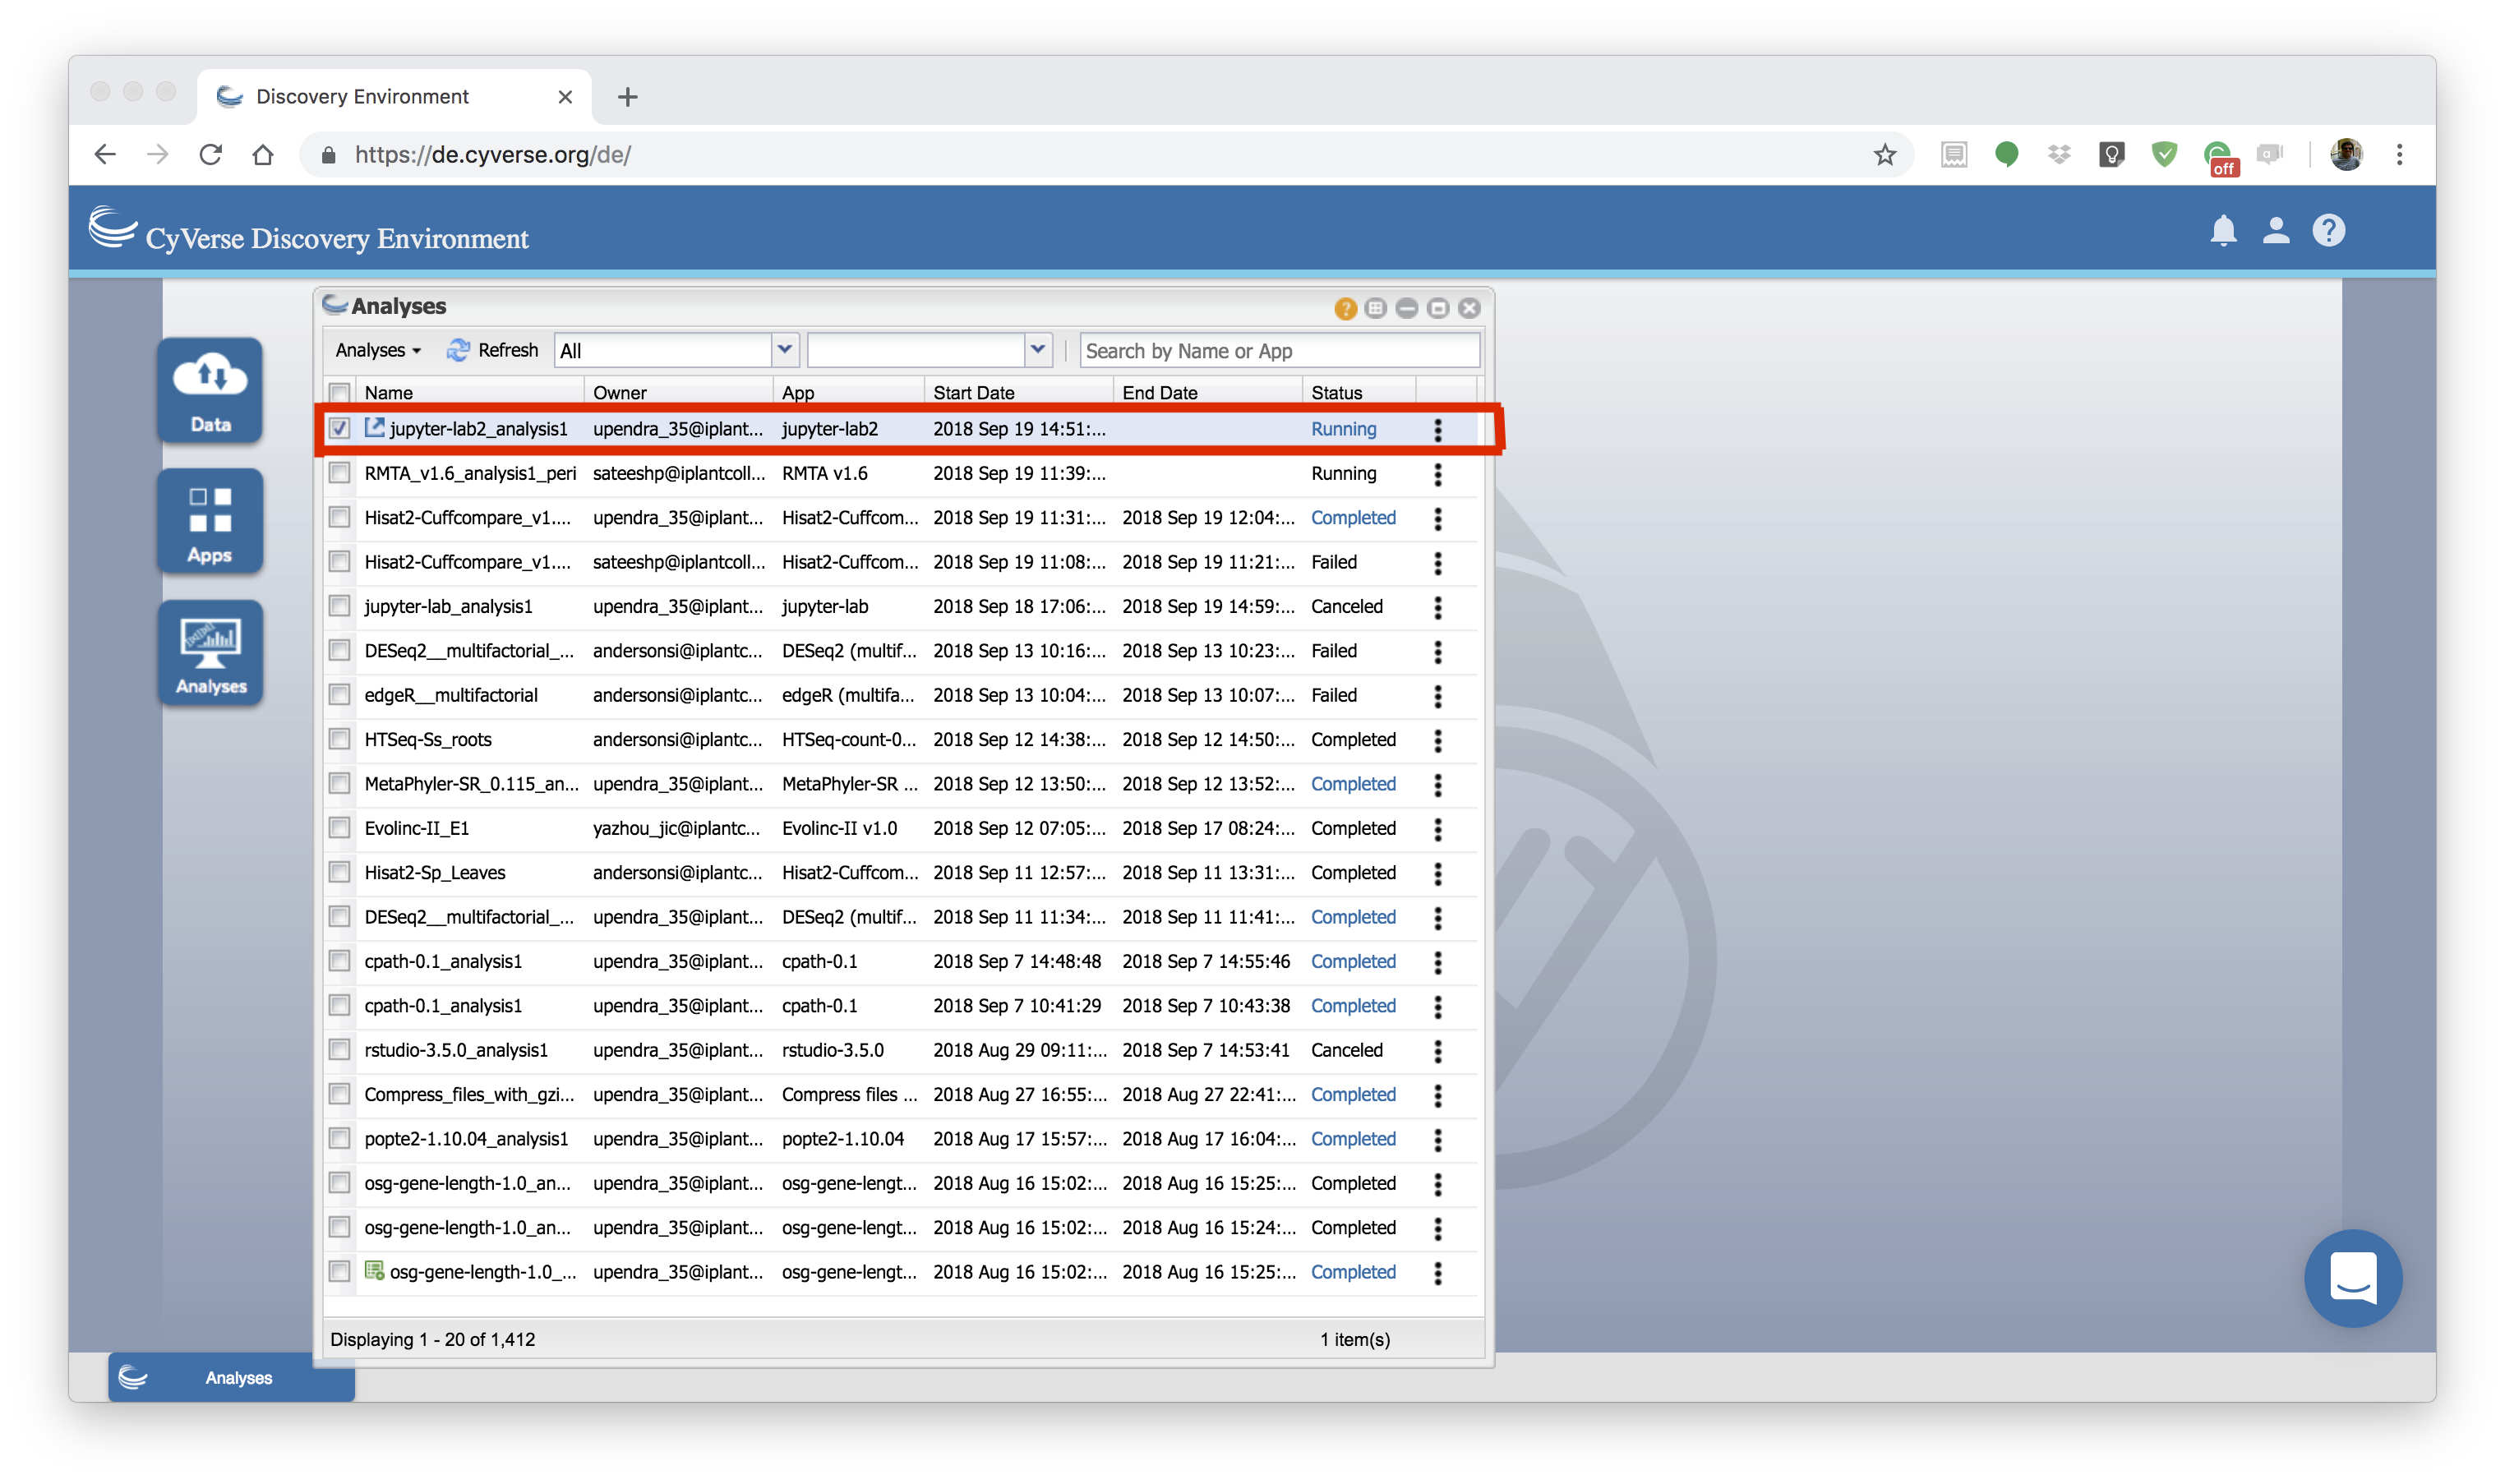 Discovery Environment
https://de.cyverse.org/de/
off
CyVerse Discovery Environment
Analyses
Analyses Refresh All Search by Name or App
Name Owner App Start Date End Date Status
jupyter-lab2_analysis1 upendra_35@iplant... jupyter-lab2 2018 Sep 19 14:51:... Running
RMTA_v1.6_analysis1_peri sateeshp@iplantcoll... RMTA v1.6 2018 Sep 19 11:39:... Running
Hisat2-Cuffcompare_v1.... upendra_35@iplant... Hisat2-Cuffcom... 2018 Sep 19 11:31:... 2018 Sep 19 12:04:... Completed
Hisat2-Cuffcompare_v1.... sateeshp@iplantcoll... Hisat2-Cuffcom... 2018 Sep 19 11:08:... 2018 Sep 19 11:21:... Failed
jupyter-lab_analysis1 upendra_35@iplant... jupyter-lab 2018 Sep 18 17:06:... 2018 Sep 19 14:59:... Canceled
DESeq2__multifactorial_... andersonsi@iplantc... DESeq2 (multif... 2018 Sep 13 10:16:... 2018 Sep 13 10:23:... Failed
edgeR__multifactorial andersonsi@iplantc... edgeR (multifa... 2018 Sep 13 10:04:... 2018 Sep 13 10:07:... Failed
HTSeq-Ss_roots andersonsi@iplantc... HTSeq-count-0... 2018 Sep 12 14:38:... 2018 Sep 12 14:50:... Completed
MetaPhyler-SR_0.115_an... upendra_35@iplant... MetaPhyler-SR ... 2018 Sep 12 13:50:... 2018 Sep 12 13:52:... Completed
Evolinc-II_E1 yazhou_jic@iplantc... Evolinc-II v1.0 2018 Sep 12 07:05:... 2018 Sep 17 08:24:... Completed
Hisat2-Sp_Leaves andersonsi@iplantc... Hisat2-Cuffcom... 2018 Sep 11 12:57:... 2018 Sep 11 13:31:... Completed
DESeq2__multifactorial_... upendra_35@iplant... DESeq2 (multif... 2018 Sep 11 11:34:... 2018 Sep 11 11:41:... Completed
cpath-0.1_analysis1 upendra_35@iplant... cpath-0.1 2018 Sep 7 14:48:48 2018 Sep 7 14:55:46 Completed
cpath-0.1_analysis1 upendra_35@iplant... cpath-0.1 2018 Sep 7 10:41:29 2018 Sep 7 10:43:38 Completed
rstudio-3.5.0_analysis1 upendra_35@iplant... rstudio-3.5.0 2018 Aug 29 09:11:... 2018 Sep 7 14:53:41 Canceled
Compress_files_with_gzi... upendra_35@iplant... Compress files ... 2018 Aug 27 16:55:... 2018 Aug 27 22:41:... Completed
popte2-1.10.04_analysis1 upendra_35@iplant... popte2-1.10.04 2018 Aug 17 15:57:... 2018 Aug 17 16:04:... Completed
osg-gene-length-1.0_an... upendra_35@iplant... osg-gene-lengt... 2018 Aug 16 15:02:... 2018 Aug 16 15:25:... Completed
osg-gene-length-1.0_an... upendra_35@iplant... osg-gene-lengt... 2018 Aug 16 15:02:... 2018 Aug 16 15:24:... Completed
osg-gene-length-1.0_... upendra_35@iplant... osg-gene-lengt... 2018 Aug 16 15:02:... 2018 Aug 16 15:25:... Completed
Displaying 1 - 20 of 1,412 1 item(s)
Data
Apps
Analyses
Analyses